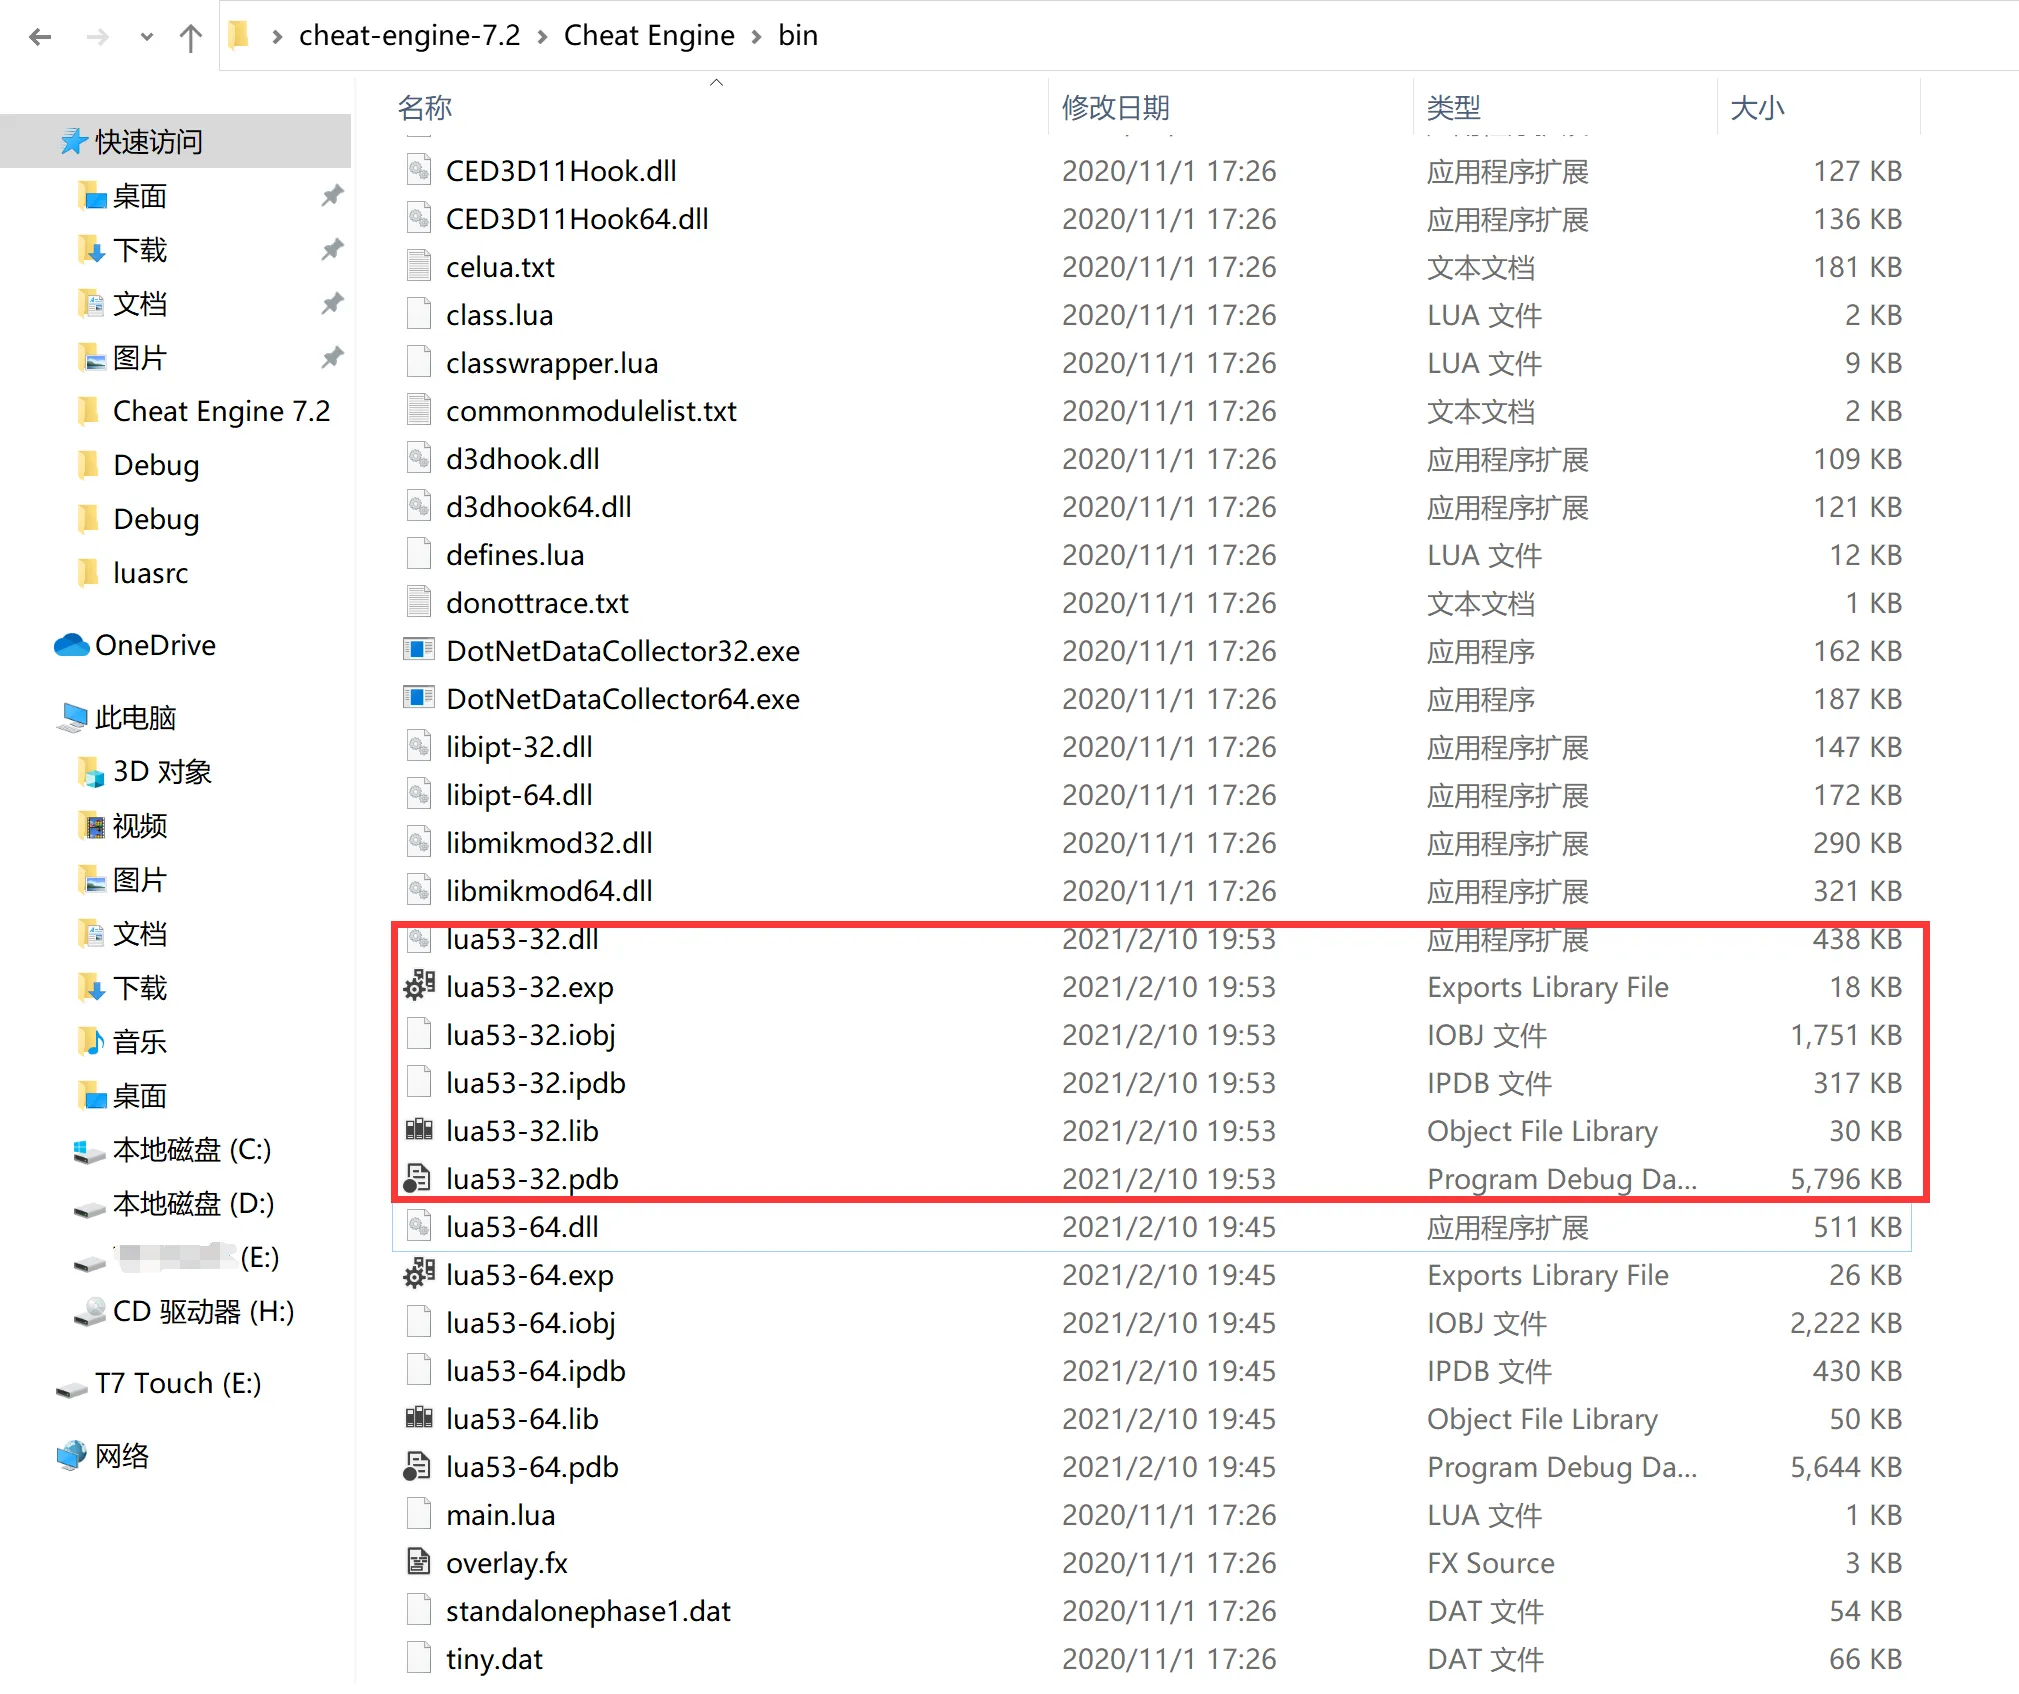 cheat-engine-7.2 > Cheat Engine > bin
快速访问
桌面
下载
文档
图片
Cheat Engine 7.2
Debug
Debug
luasrc
OneDrive
此电脑
3D 对象
视频
图片
文档
下载
音乐
桌面
本地磁盘 (C:)
本地磁盘 (D:)
(E:)
CD 驱动器 (H:)
T7 Touch (E:)
网络
名称 修改日期 类型 大小
CED3D11Hook.dll 2020/11/1 17:26 应用程序扩展 127 KB
CED3D11Hook64.dll 2020/11/1 17:26 应用程序扩展 136 KB
celua.txt 2020/11/1 17:26 文本文档 181 KB
class.lua 2020/11/1 17:26 LUA 文件 2 KB
classwrapper.lua 2020/11/1 17:26 LUA 文件 9 KB
commonmodulelist.txt 2020/11/1 17:26 文本文档 2 KB
d3dhook.dll 2020/11/1 17:26 应用程序扩展 109 KB
d3dhook64.dll 2020/11/1 17:26 应用程序扩展 121 KB
defines.lua 2020/11/1 17:26 LUA 文件 12 KB
donottrace.txt 2020/11/1 17:26 文本文档 1 KB
DotNetDataCollector32.exe 2020/11/1 17:26 应用程序 162 KB
DotNetDataCollector64.exe 2020/11/1 17:26 应用程序 187 KB
libipt-32.dll 2020/11/1 17:26 应用程序扩展 147 KB
libipt-64.dll 2020/11/1 17:26 应用程序扩展 172 KB
libmikmod32.dll 2020/11/1 17:26 应用程序扩展 290 KB
libmikmod64.dll 2020/11/1 17:26 应用程序扩展 321 KB
lua53-32.dll 2021/2/10 19:53 应用程序扩展 438 KB
lua53-32.exp 2021/2/10 19:53 Exports Library File 18 KB
lua53-32.iobj 2021/2/10 19:53 IOBJ 文件 1,751 KB
lua53-32.ipdb 2021/2/10 19:53 IPDB 文件 317 KB
lua53-32.lib 2021/2/10 19:53 Object File Library 30 KB
lua53-32.pdb 2021/2/10 19:53 Program Debug Da... 5,796 KB
lua53-64.dll 2021/2/10 19:45 应用程序扩展 511 KB
lua53-64.exp 2021/2/10 19:45 Exports Library File 26 KB
lua53-64.iobj 2021/2/10 19:45 IOBJ 文件 2,222 KB
lua53-64.ipdb 2021/2/10 19:45 IPDB 文件 430 KB
lua53-64.lib 2021/2/10 19:45 Object File Library 50 KB
lua53-64.pdb 2021/2/10 19:45 Program Debug Da... 5,644 KB
main.lua 2020/11/1 17:26 LUA 文件 1 KB
overlay.fx 2020/11/1 17:26 FX Source 3 KB
standalonephase1.dat 2020/11/1 17:26 DAT 文件 54 KB
tiny.dat 2020/11/1 17:26 DAT 文件 66 KB